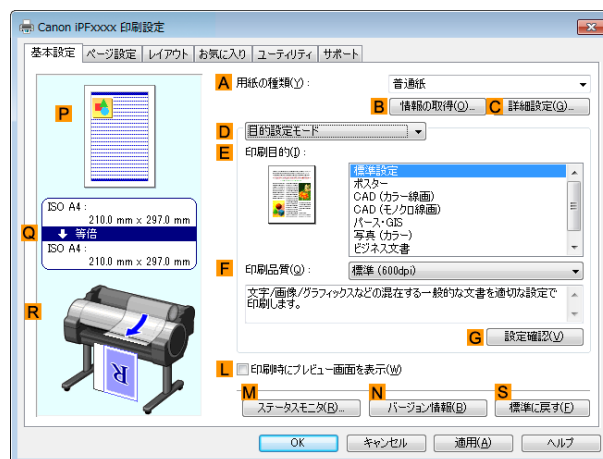 Canon iPFxxxx 印刷設定
基本設定 ページ設定 レイアウト お気に入り ユーティリティ サポート
A 用紙の種類(Y): 普通紙
B 情報の取得(O)... C 詳細設定(G)...
P
D 目的設定モード
E 印刷目的(I):
標準設定
ポスター
CAD (カラー線画)
CAD (モノクロ線画)
パース・GIS
写真 (カラー)
ビジネス文書
ISO A4 :
210.0 mm x 297.0 mm
Q 等倍
ISO A4 :
210.0 mm x 297.0 mm
F 印刷品質(Q): 標準 (600dpi)
文字/画像/グラフィックスなどの混在する一般的な文書を適切な設定で
印刷します。
R
R
G 設定確認(V)
L 印刷時にプレビュー画面を表示(W)
M N S
ステータスモニタ(R)... バージョン情報(B) 標準に戻す(F)
OK キャンセル 適用(A) ヘルプ